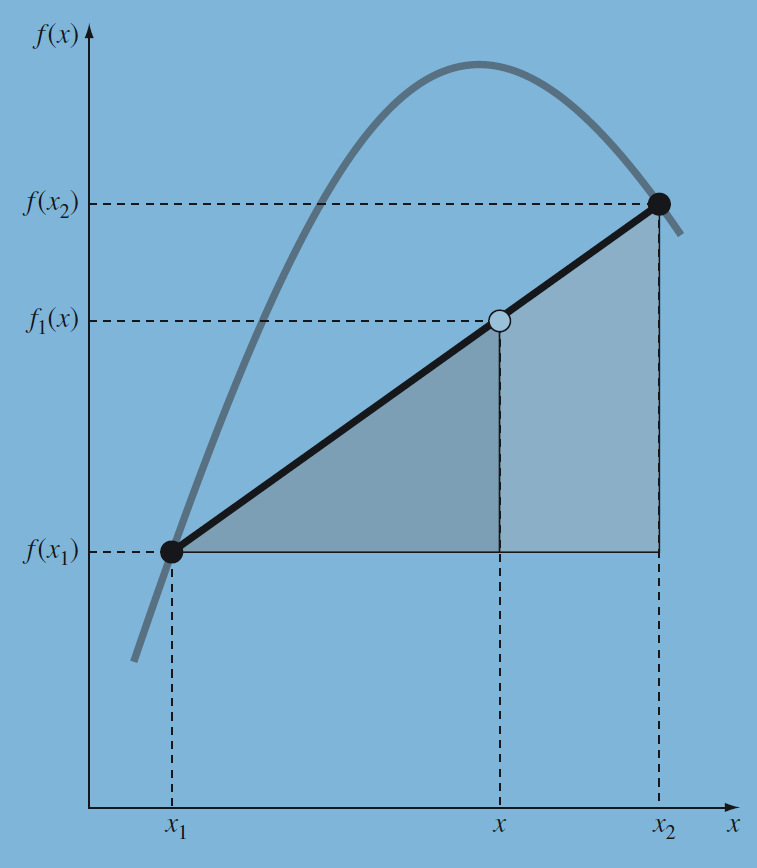 f(x)
f(x₂)
f₁(x)
f(x₁)
x₁
x
x₂
x